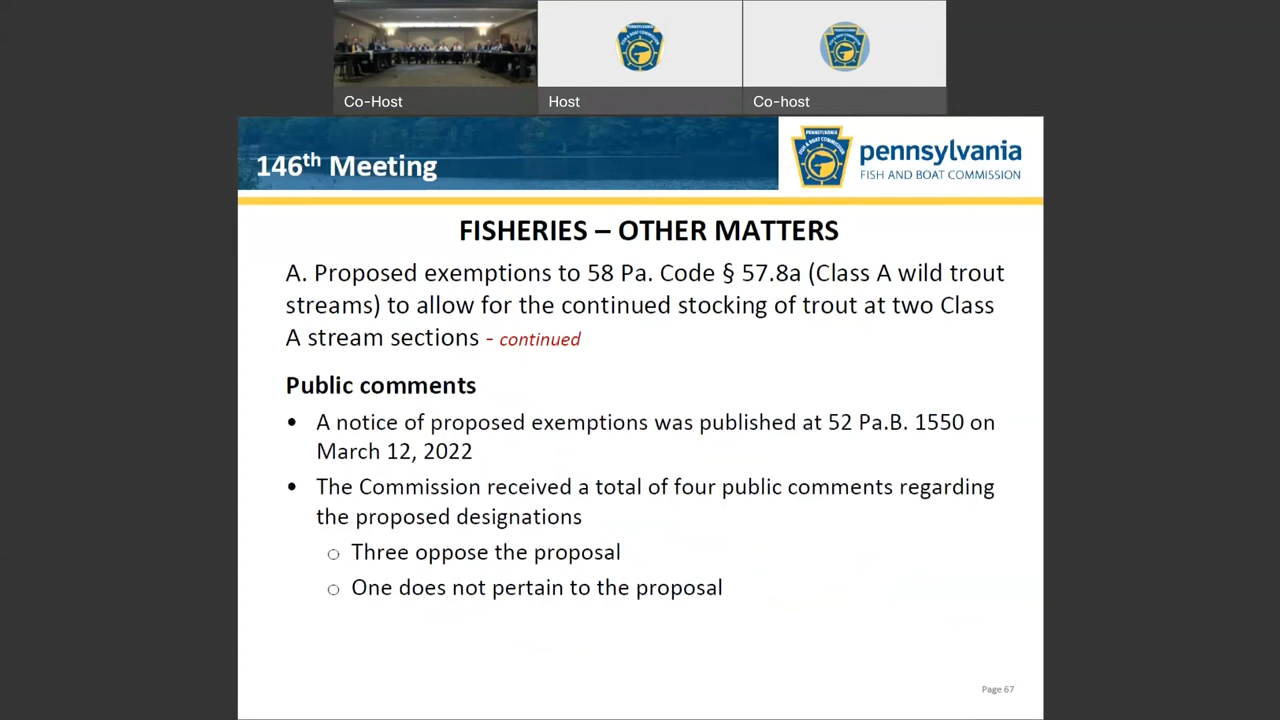 Co-Host
Host
Co-host
146th Meeting
PENNSYLVANIA
FISH & BOAT COMMISSION
pennsylvania
FISH AND BOAT COMMISSION
FISHERIES – OTHER MATTERS
A. Proposed exemptions to 58 Pa. Code § 57.8a (Class A wild trout
streams) to allow for the continued stocking of trout at two Class
A stream sections - continued
Public comments
• A notice of proposed exemptions was published at 52 Pa.B. 1550 on
March 12, 2022
• The Commission received a total of four public comments regarding
the proposed designations
○ Three oppose the proposal
○ One does not pertain to the proposal
Page 67